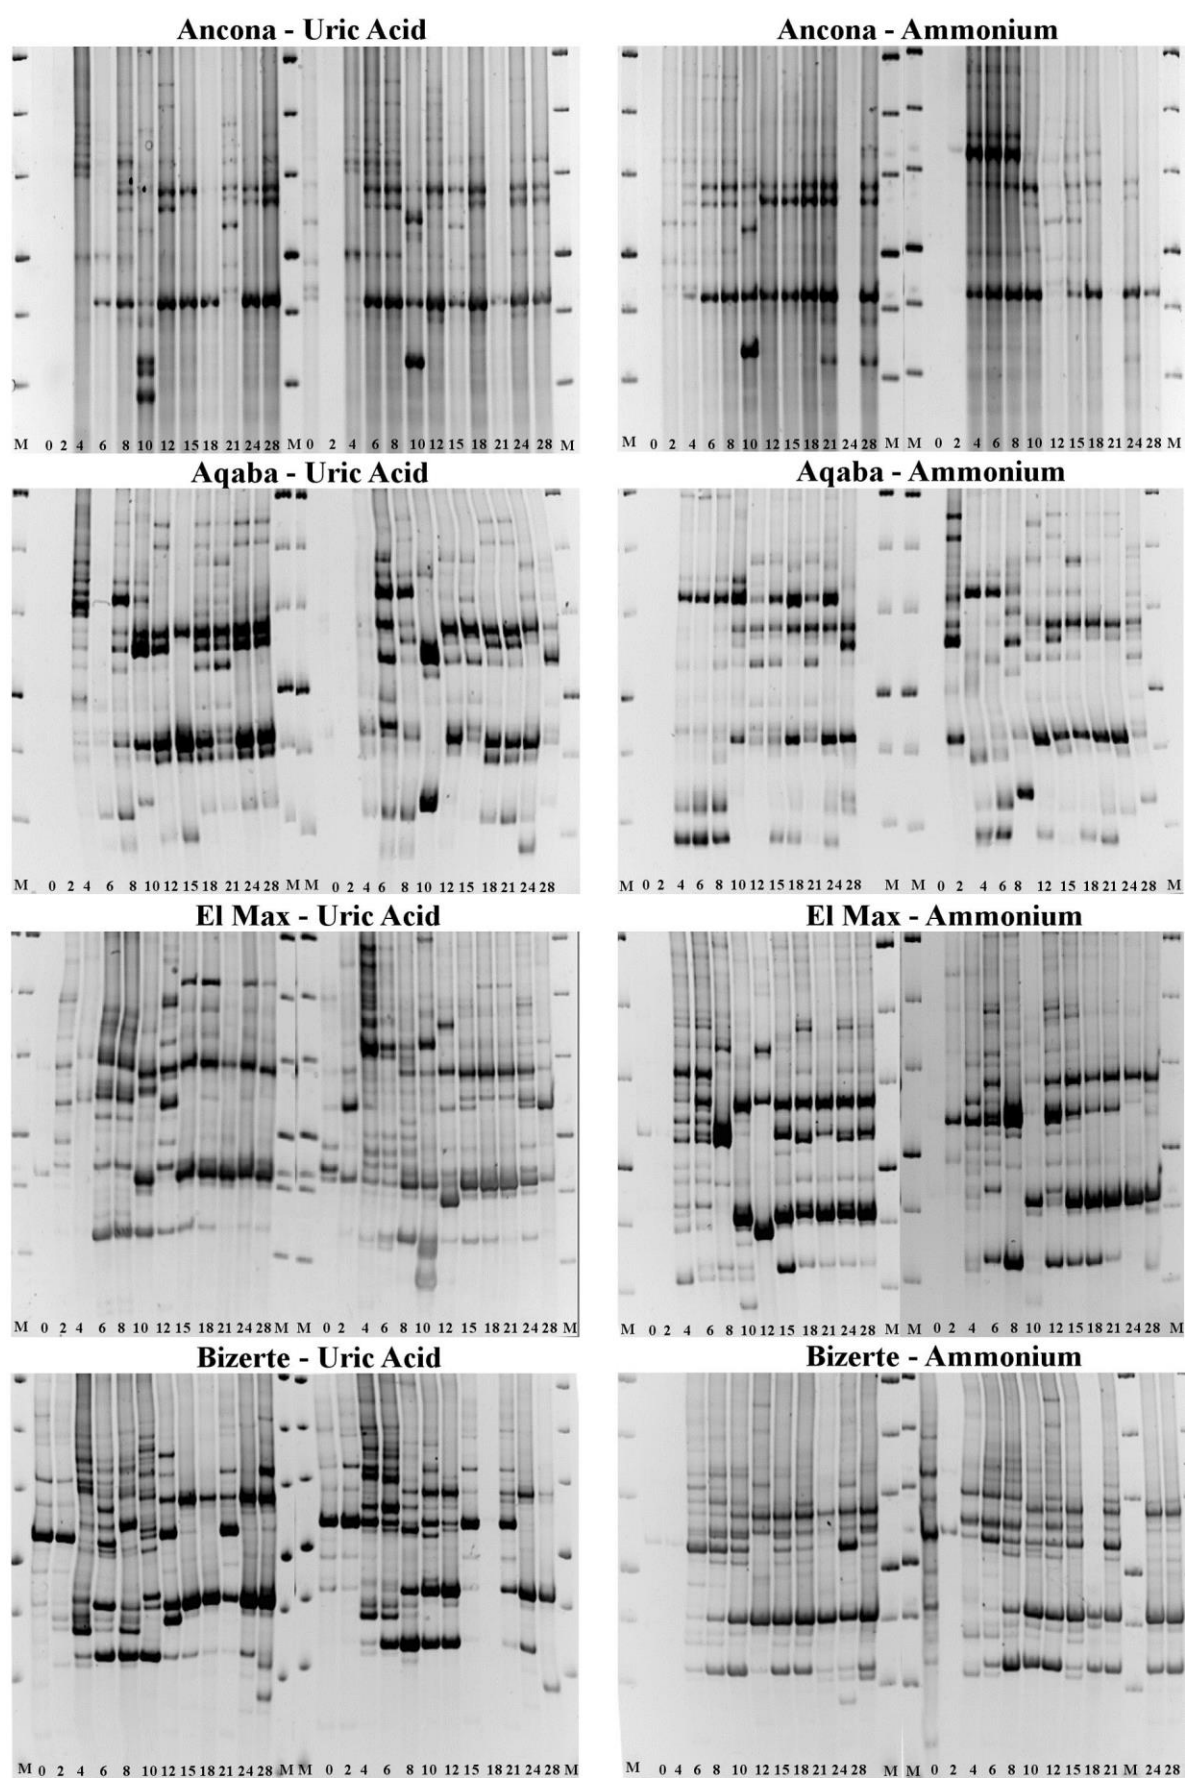 Ancona - Uric Acid
Ancona - Ammonium
M 0 2 4 6 8 10 12 15 18 21 24 28 M 0 2 4 6 8 10 12 15 18 21 24 28 M
M 0 2 4 6 8 10 12 15 18 21 24 28 M M 0 2 4 6 8 10 12 15 18 21 24 28 M
Aqaba - Uric Acid
Aqaba - Ammonium
M 0 2 4 6 8 10 12 15 18 21 24 28 M M 0 2 4 6 8 10 12 15 18 21 24 28 M
M 0 2 4 6 8 10 12 15 18 21 24 28 M M 0 2 4 6 8 12 15 18 21 24 28 M
El Max - Uric Acid
El Max - Ammonium
M 0 2 4 6 8 10 12 15 18 21 24 28 M M 0 2 4 6 8 10 12 15 18 21 24 28 M
M 0 2 4 6 8 10 12 15 18 21 24 28 M M 0 2 4 6 8 10 12 15 18 21 24 28 M
Bizerte - Uric Acid
Bizerte - Ammonium
M 0 2 4 6 8 10 12 15 18 21 24 28 M M 0 2 4 6 8 10 12 15 18 21 24 28 M
M 0 4 6 8 10 12 15 18 21 24 28 M M 0 2 4 6 8 10 12 15 18 21 M 24 28